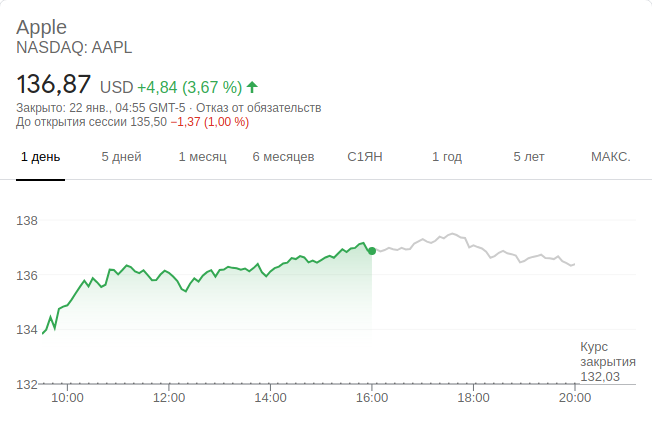 Apple
NASDAQ: AAPL
136,87 USD +4,84 (3,67 %)
Закрыто: 22 янв., 04:55 GMT-5 · Отказ от обязательств
До открытия сессии 135,50 −1,37 (1,00 %)
1 день 5 дней 1 месяц 6 месяцев С1ЯН 1 год 5 лет МАКС.
138
136
134
Курс
закрытия
132,03
132
10:00 12:00 14:00 16:00 18:00 20:00